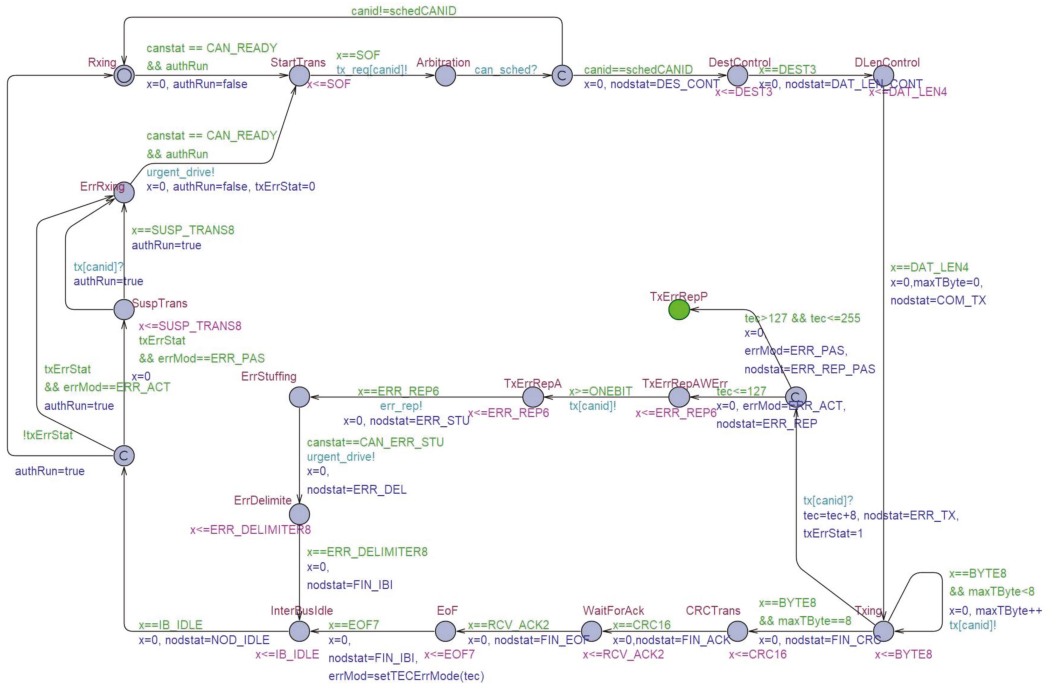 canid!=schedCANID
Rxing
canstat == CAN_READY
&& authRun
x=0, authRun=false
StartTrans
x<=SOF
x==SOF
tx_req[canid]!
Arbitration
can_sched?
C
canid==schedCANID
x=0, nodstat=DES_CONT
DestControl
x<=DEST3
x==DEST3
x=0, nodstat=DAT_LEN_CONT
DLenControl
x<=DAT_LEN4
canstat == CAN_READY
&& authRun
urgent_drive!
x=0, authRun=false, txErrStat=0
ErrRxing
x==SUSP_TRANS8
authRun=true
tx[canid]?
authRun=true
SuspTrans
x<=SUSP_TRANS8
txErrStat
&& errMod==ERR_PAS
x=0
txErrStat
&& errMod==ERR_ACT
authRun=true
!txErrStat
authRun=true
C
x==DAT_LEN4
x=0,maxTByte=0,
nodstat=COM_TX
TxErrRepP
tec>127 && tec<=255
x=0
errMod=ERR_PAS,
nodstat=ERR_REP_PAS
ErrStuffing
x==ERR_REP6
err_rep!
x=0, nodstat=ERR_STU
TxErrRepA
x<=ERR_REP6
x>=ONEBIT
tx[canid]!
TxErrRepAWErr
x<=ERR_REP6
tec<=127
x=0, errMod=ERR_ACT,
nodstat=ERR_REP
C
canstat==CAN_ERR_STU
urgent_drive!
x=0,
nodstat=ERR_DEL
ErrDelimite
x<=ERR_DELIMITER8
x==ERR_DELIMITER8
x=0,
nodstat=FIN_IBI
tx[canid]?
tec=tec+8, nodstat=ERR_TX,
txErrStat=1
x==IB_IDLE
x=0, nodstat=NOD_IDLE
InterBusIdle
x<=IB_IDLE
x==EOF7
x=0,
nodstat=FIN_IBI,
errMod=setTECErrMode(tec)
EoF
x<=EOF7
x==RCV_ACK2
x=0, nodstat=FIN_EOF
WaitForAck
x<=RCV_ACK2
x==CRC16
x=0,nodstat=FIN_ACK
CRCTrans
x<=CRC16
x==BYTE8
&& maxTByte==8
x=0, nodstat=FIN_CRC
Txing
x<=BYTE8
x==BYTE8
&& maxTByte<8
x=0, maxTByte++
tx[canid]!